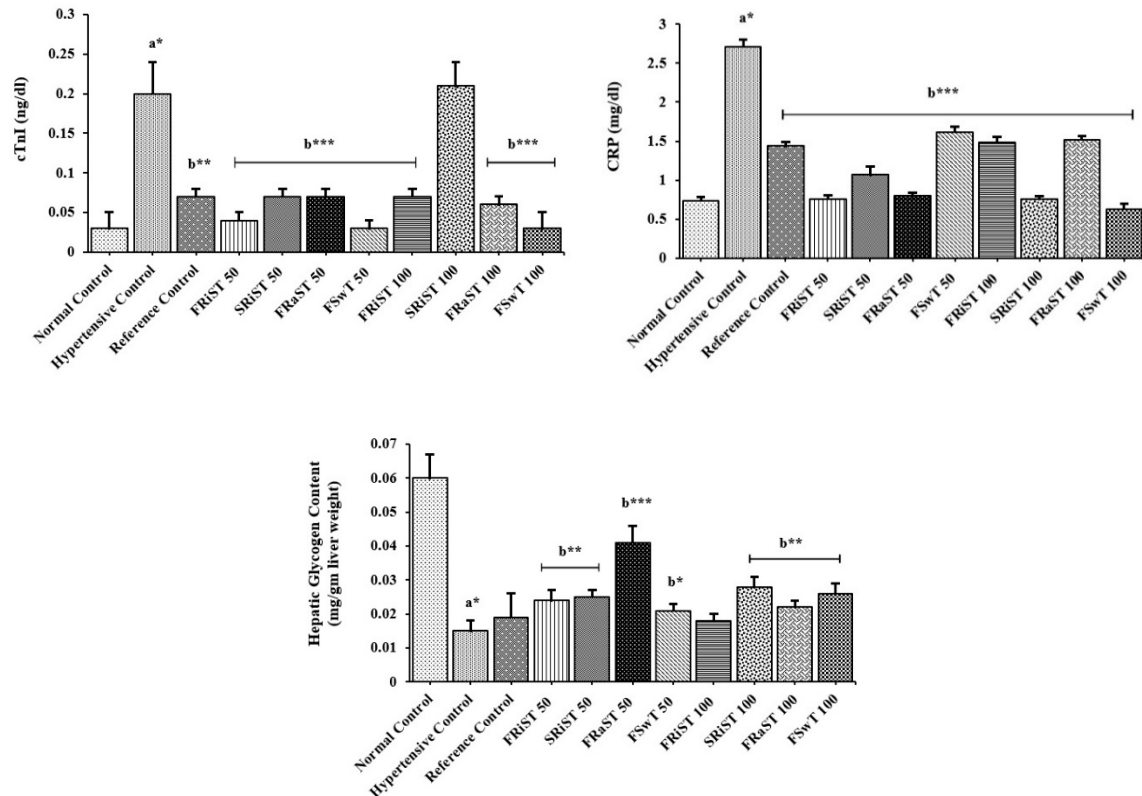 0.3
0.25
0.2
0.15
0.1
0.05
0
cTnI (ng/dl)
a*
b**
b***
b***
Normal Control
Hypertensive Control
Reference Control
FRiST 50
SRiST 50
FRaST 50
FSwT 50
FRiST 100
SRiST 100
FRaST 100
FSwT 100
3
2.5
2
1.5
1
0.5
0
CRP (mg/dl)
a*
b***
Normal Control
Hypertensive Control
Reference Control
FRiST 50
SRiST 50
FRaST 50
FSwT 50
FRiST 100
SRiST 100
FRaST 100
FSwT 100
0.07
0.06
0.05
0.04
0.03
0.02
0.01
0
Hepatic Glycogen Content
(mg/gm liver weight)
a*
b**
b***
b*
b**
Normal Control
Hypertensive Control
Reference Control
FRiST 50
SRiST 50
FRaST 50
FSwT 50
FRiST 100
SRiST 100
FRaST 100
FSwT 100